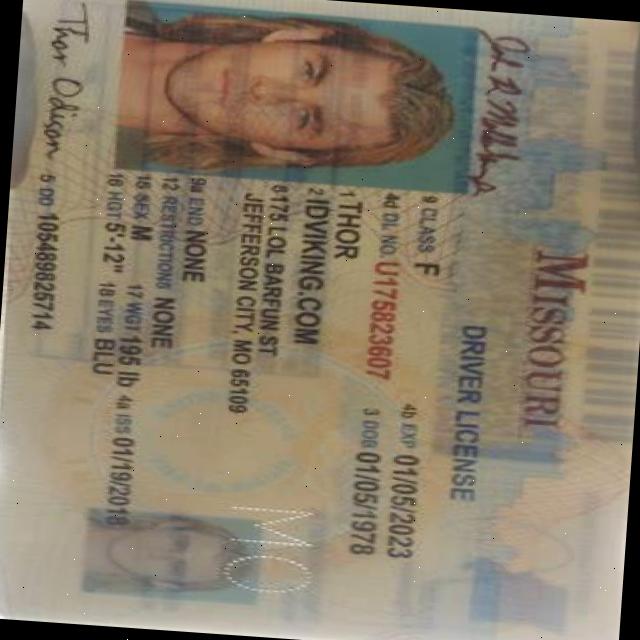 MISSOURI
DRIVER LICENSE
9 CLASS F
4d DL NO. U175823607
4b EXP 01/05/2023
3 DOB 01/05/1978
1 THOR
2 IDVIKING.COM
8 175 LOL BARFUN ST
JEFFERSON CITY, MO 65109
9a END NONE
12 RESTRICTIONS NONE
15 SEX M
17 WGT 195 lb
4a ISS 01/19/2018
16 HGT 5'-12"
18 EYES BLU
5 DD 106469825714
Thor Odison
MO